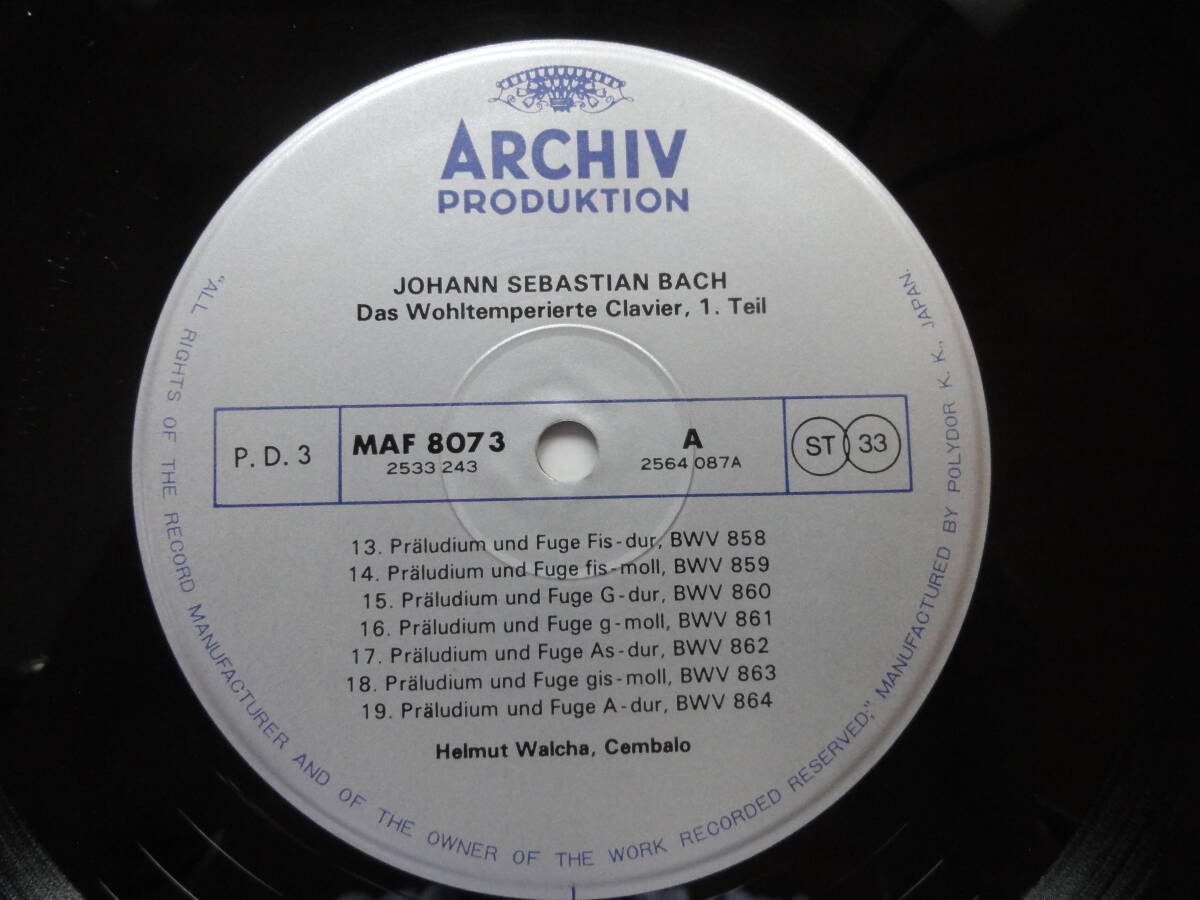 ARCHIV
PRODUKTION
JOHANN SEBASTIAN BACH
Das Wohltemperierte Clavier, 1. Teil
P. D. 3
MAF 8073
2533 243
A
2564 087A
ST 33
13. Präludium und Fuge Fis-dur, BWV 858
14. Präludium und Fuge fis-moll, BWV 859
15. Präludium und Fuge G-dur, BWV 860
16. Präludium und Fuge g-moll, BWV 861
17. Präludium und Fuge As-dur, BWV 862
18. Präludium und Fuge gis-moll, BWV 863
19. Präludium und Fuge A-dur, BWV 864
Helmut Walcha, Cembalo
"ALL RIGHTS OF THE RECORD MANUFACTURER AND OF THE OWNER OF THE WORK RECORDED RESERVED;" MANUFACTURED BY POLYDOR K. K., JAPAN.